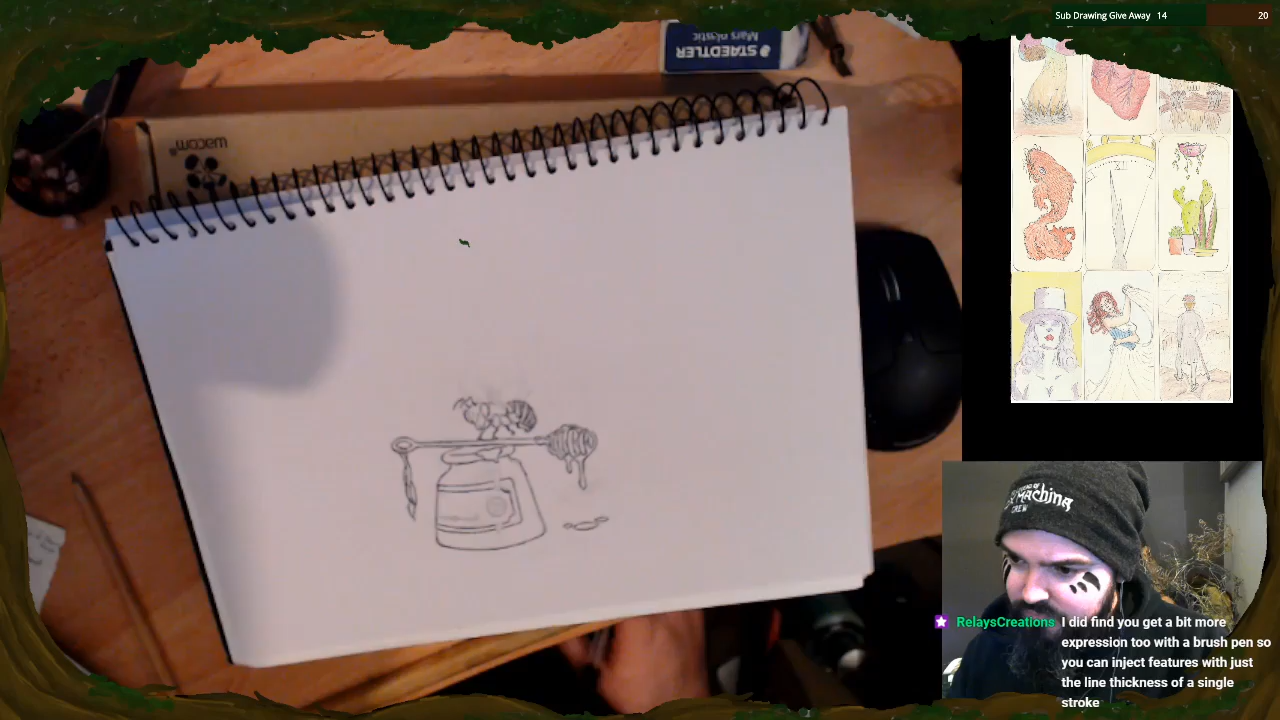 Sub Drawing Give Away 14 20
Mars plastic
STAEDTLER
wacom
MACHINA
CREW
RelaysCreations I did find you get a bit more
expression too with a brush pen so
you can inject features with just
the line thickness of a single
stroke